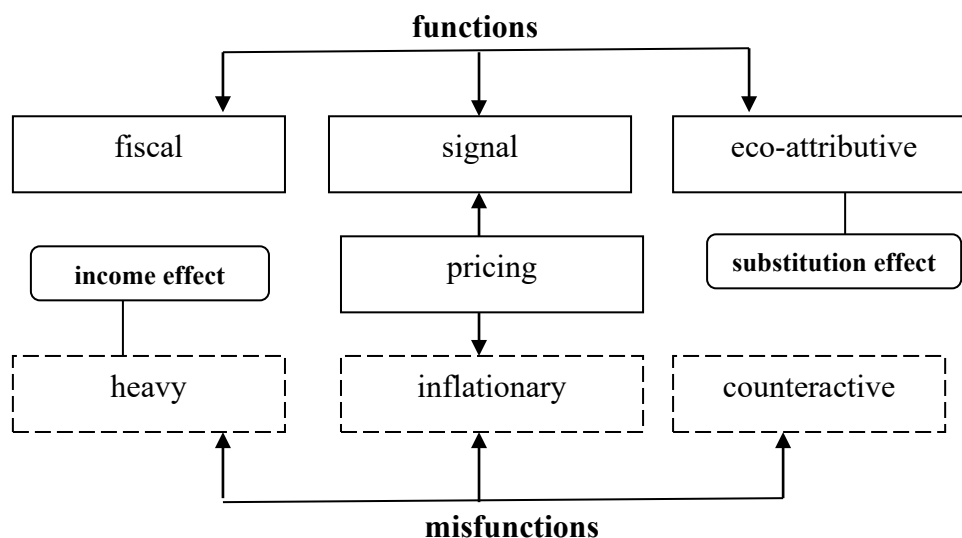 functions
fiscal
signal
eco-attributive
income effect
pricing
substitution effect
heavy
inflationary
counteractive
misfunctions